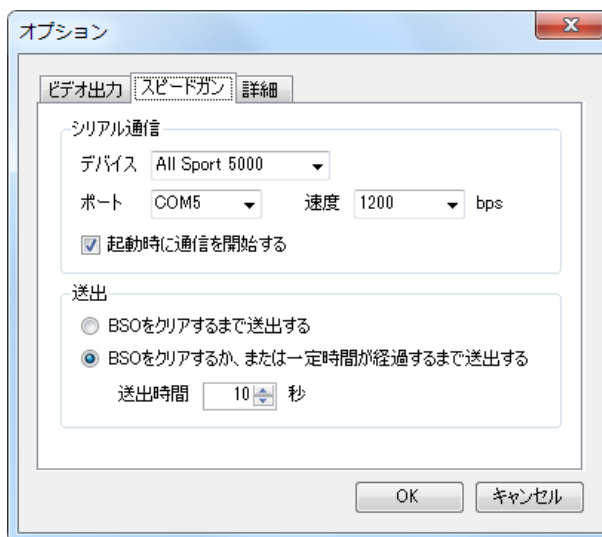 オプション
ビデオ出力 スピードガン 詳細
シリアル通信
デバイス All Sport 5000
ポート COM5 速度 1200 bps
起動時に通信を開始する
送出
BSOをクリアするまで送出する
BSOをクリアするか、または一定時間が経過するまで送出する
送出時間 10 秒
OK キャンセル